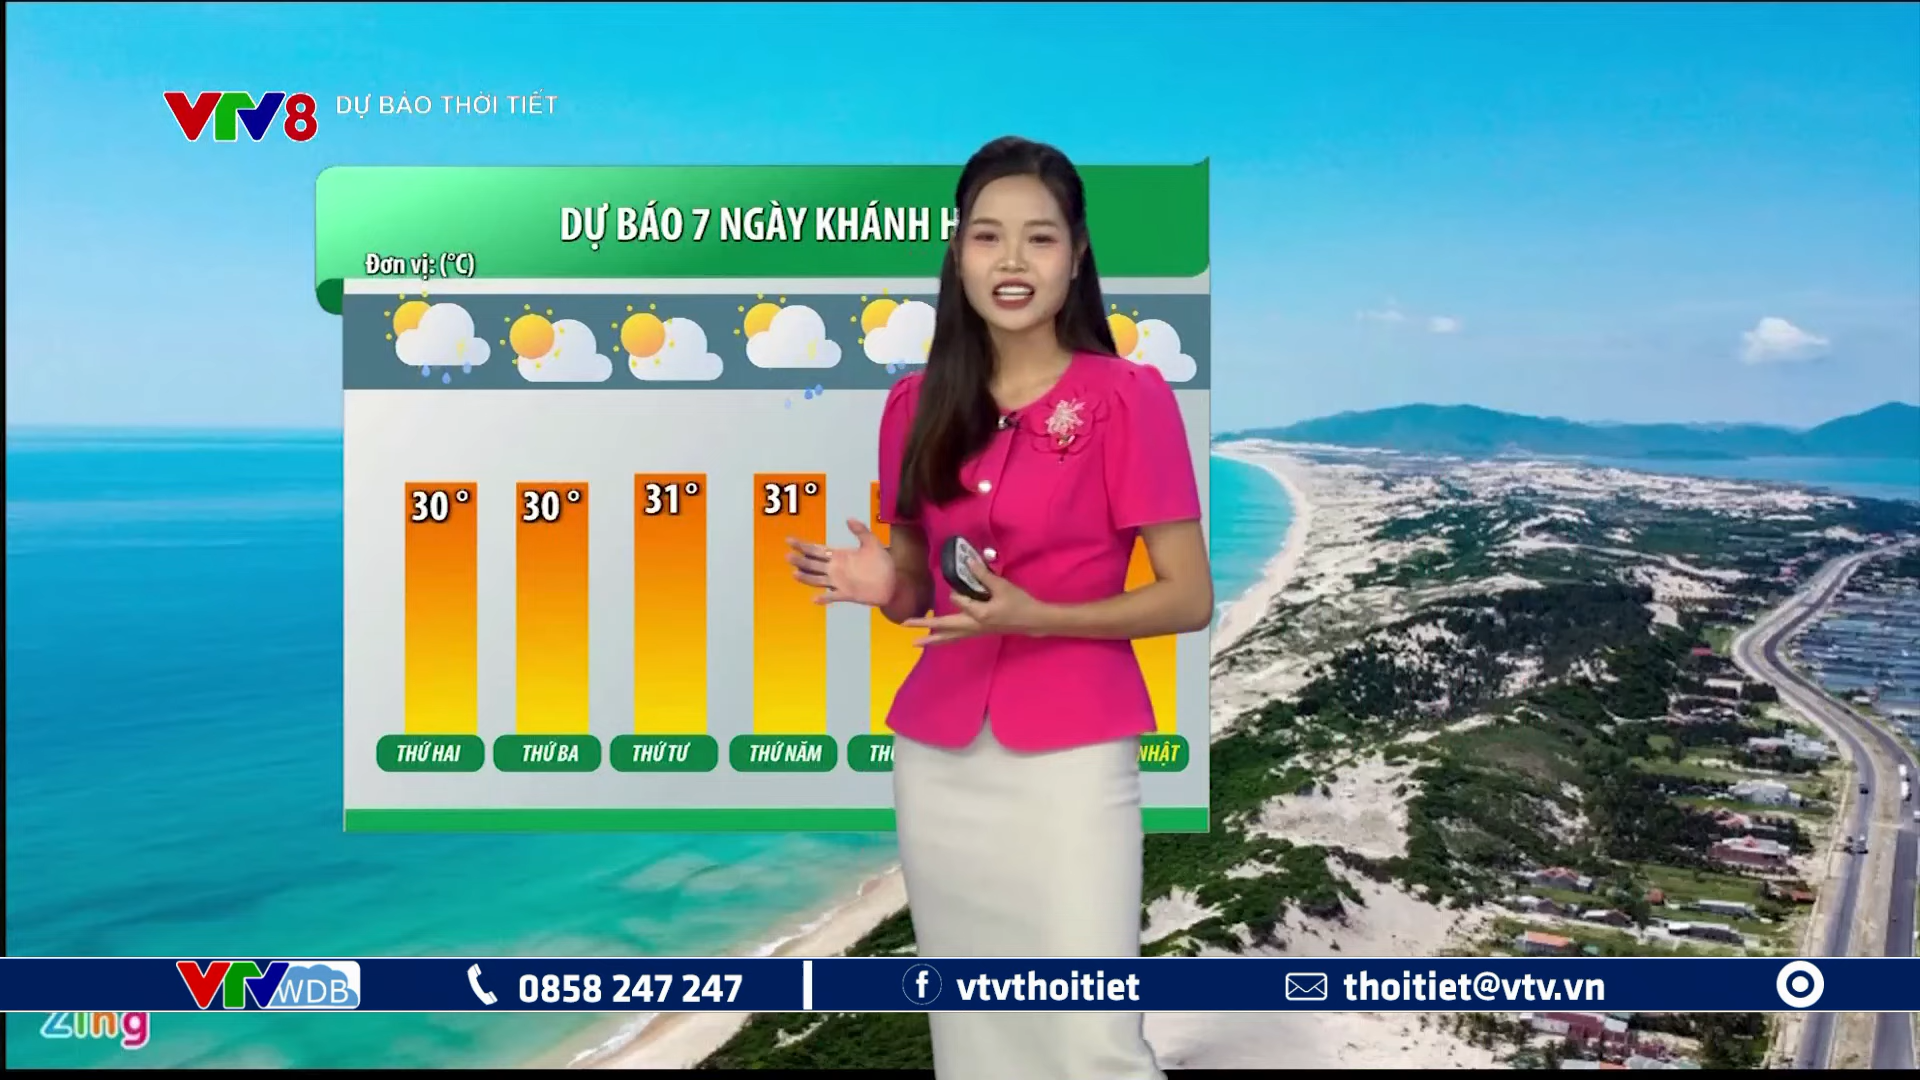 VTV8 DỰ BÁO THỜI TIẾT
DỰ BÁO 7 NGÀY KHÁNH H
Đơn vị: (°C)
30° 30° 31° 31°
THỨ HAI THỨ BA THỨ TƯ THỨ NĂM THỨ NHẬT
VTV WDB 0858 247 247 vtvthoitiet thoitiet@vtv.vn
Zing